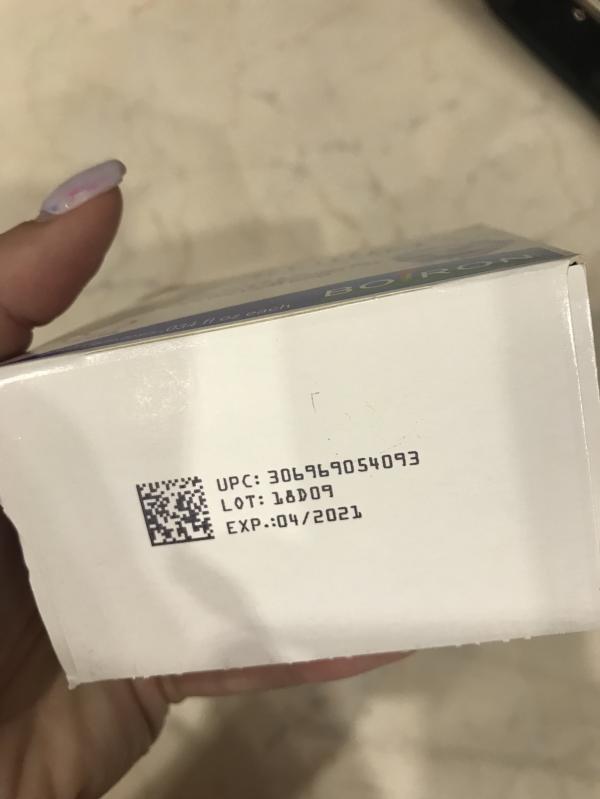 BOIRON
.034 fl oz each
UPC: 306969054093
LOT: 18D09
EXP.:04/2021